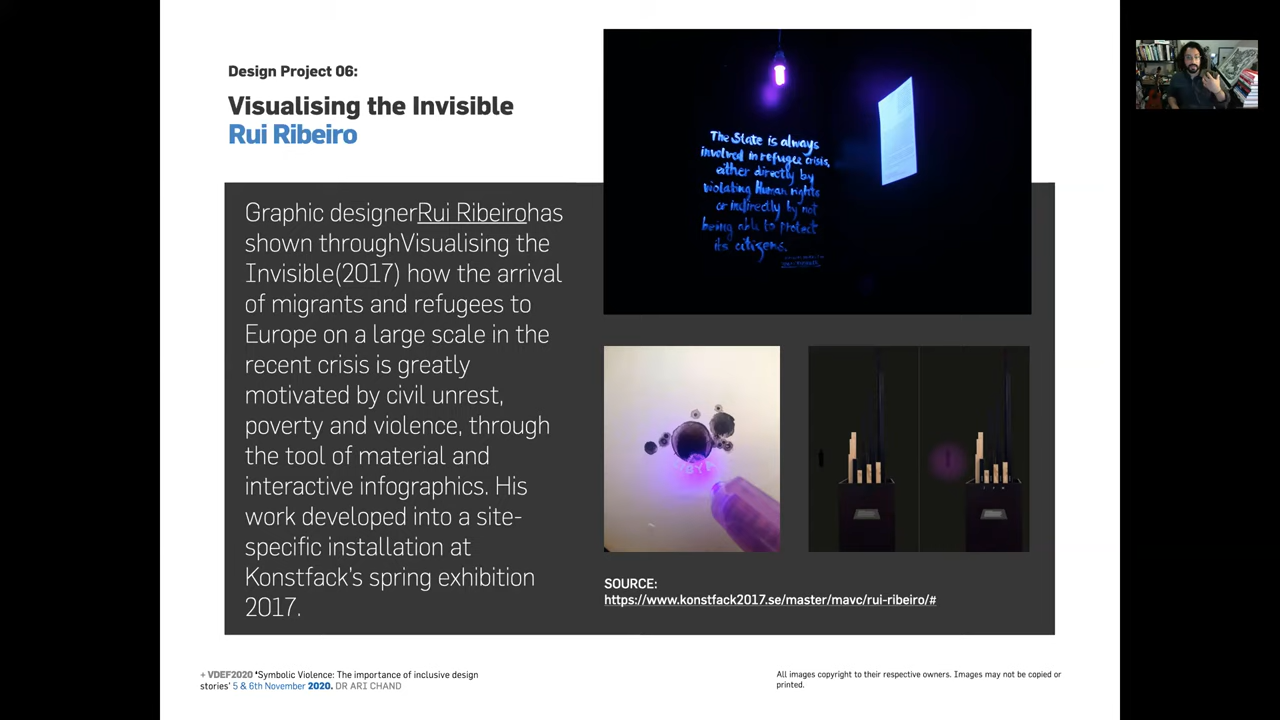 Design Project 06:
Visualising the Invisible
Rui Ribeiro
Graphic designerRui Ribeirohas
shown throughVisualising the
Invisible(2017) how the arrival
of migrants and refugees to
Europe on a large scale in the
recent crisis is greatly
motivated by civil unrest,
poverty and violence, through
the tool of material and
interactive infographics. His
work developed into a site-
specific installation at
Konstfack's spring exhibition
2017.
The State is always
involved in refugee crisis,
either directly by
violating Human rights
or indirectly by not
being able to protect
its citizens.
SOURCE:
https://www.konstfack2017.se/master/mavc/rui-ribeiro/#
+ VDEF2020 ‘Symbolic Violence: The importance of inclusive design
stories’ 5 & 6th November 2020. DR ARI CHAND
All images copyright to their respective owners. Images may not be copied or
printed.